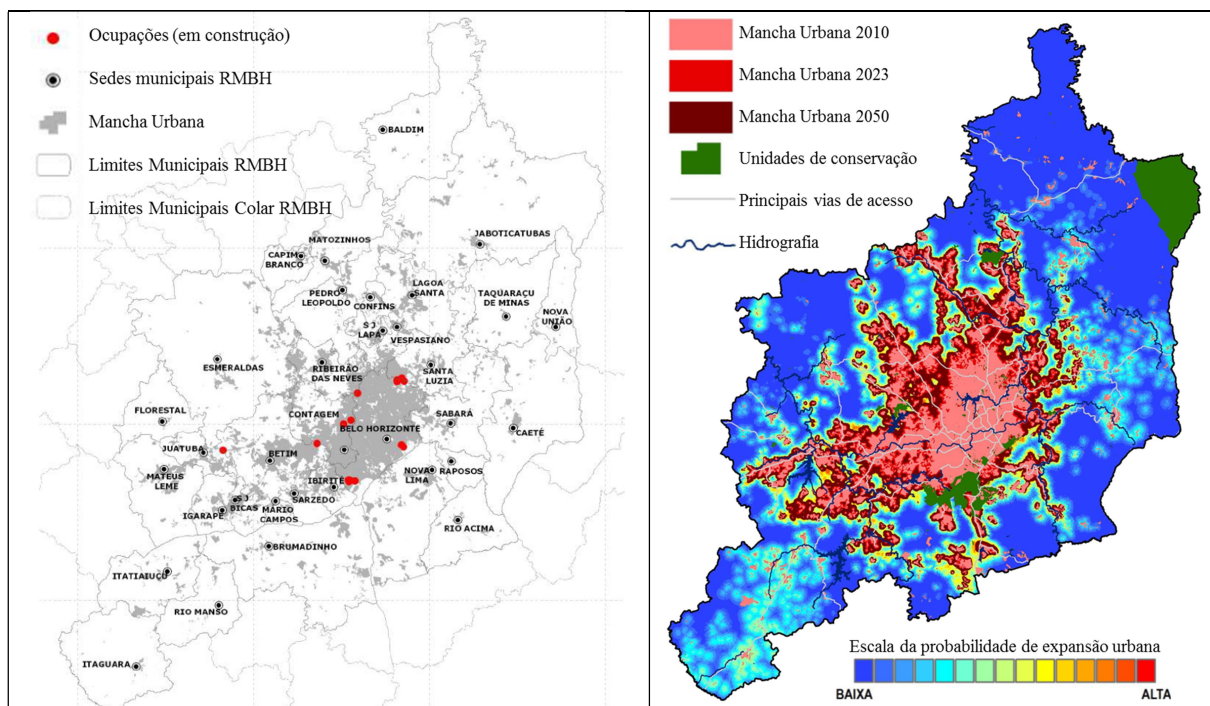 Ocupações (em construção)
Sedes municipais RMBH
Mancha Urbana
Limites Municipais RMBH
Limites Municipais Colar RMBH
BALDIM
JABOTICATUBAS
MATOZINHOS
CAPIM
BRANCO
PEDRO
LEOPOLDO
CONFINS
LAGOA
SANTA
TAQUARAÇU
DE MINAS
NOVA
UNIÃO
S J
LAPA
VESPASIANO
ESMERALDAS
RIBEIRÃO
DAS NEVES
SANTA
LUZIA
FLORESTAL
CONTAGEM
BELO HORIZONTE
SABARÁ
CAETÉ
JUATUBA
BETIM
MATEUS
LEME
NOVA
LIMA
RAPOSOS
IBIRITÉ
SARZEDO
S J
BICAS
MÁRIO
CAMPOS
IGARAPÉ
RIO ACIMA
BRUMADINHO
ITATIAIUÇU
RIO MANSO
ITAGUARA
Mancha Urbana 2010
Mancha Urbana 2023
Mancha Urbana 2050
Unidades de conservação
Principais vias de acesso
Hidrografia
Escala da probabilidade de expansão urbana
BAIXA
ALTA